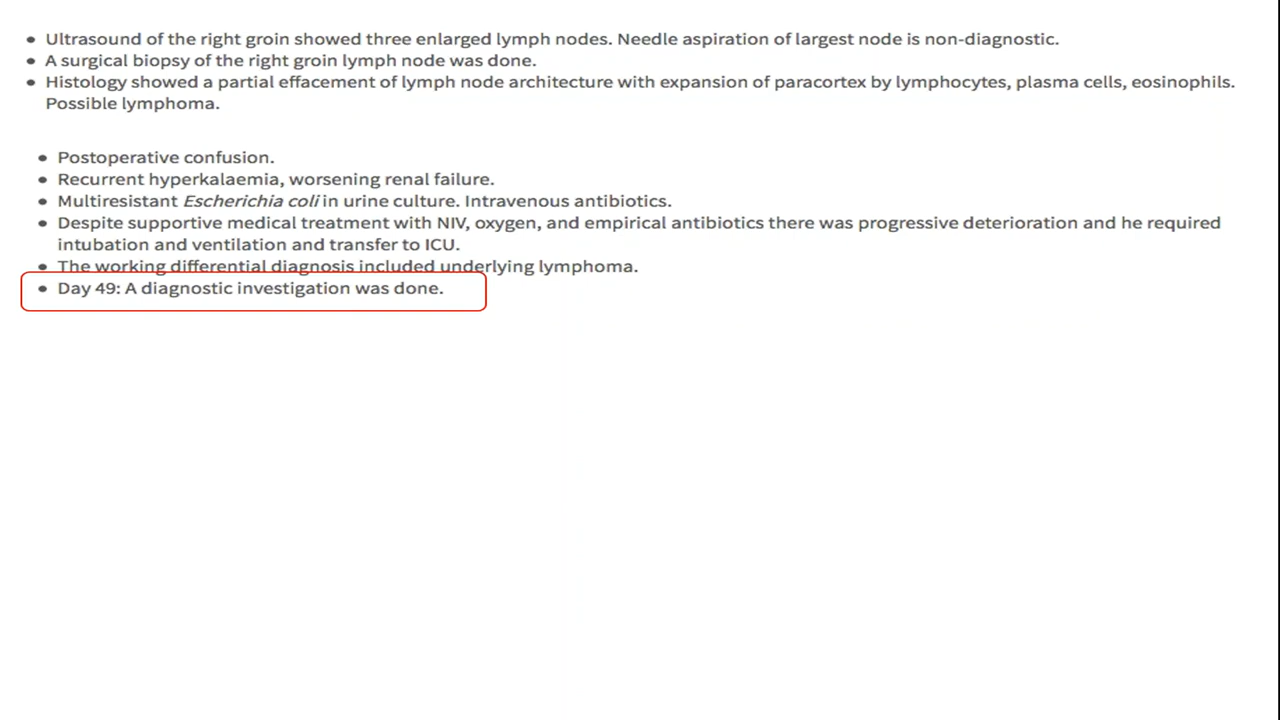 • Ultrasound of the right groin showed three enlarged lymph nodes. Needle aspiration of largest node is non-diagnostic.
• A surgical biopsy of the right groin lymph node was done.
• Histology showed a partial effacement of lymph node architecture with expansion of paracortex by lymphocytes, plasma cells, eosinophils.
Possible lymphoma.
• Postoperative confusion.
• Recurrent hyperkalaemia, worsening renal failure.
• Multiresistant Escherichia coli in urine culture. Intravenous antibiotics.
• Despite supportive medical treatment with NIV, oxygen, and empirical antibiotics there was progressive deterioration and he required
intubation and ventilation and transfer to ICU.
• The working differential diagnosis included underlying lymphoma.
• Day 49: A diagnostic investigation was done.